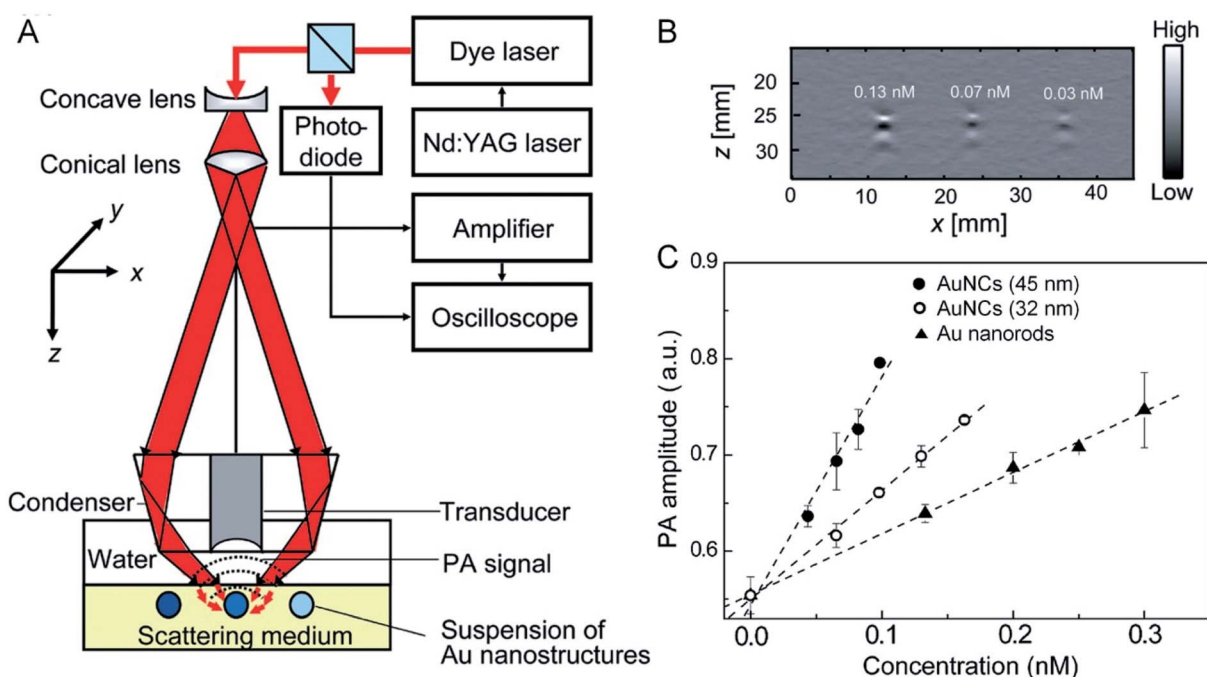 A
Dye laser
Concave lens
Photo-
diode
Nd:YAG laser
Conical lens
Amplifier
Oscilloscope
y
x
z
Condenser
Transducer
Water
PA signal
Scattering medium
Suspension of
Au nanostructures
B
High
Low
0.13 nM
0.07 nM
0.03 nM
z [mm]
20
25
30
0
10
20
30
40
x [mm]
C
AuNCs (45 nm)
AuNCs (32 nm)
Au nanorods
PA amplitude ( a.u.)
0.9
0.8
0.7
0.6
0.0
0.1
0.2
0.3
Concentration (nM)